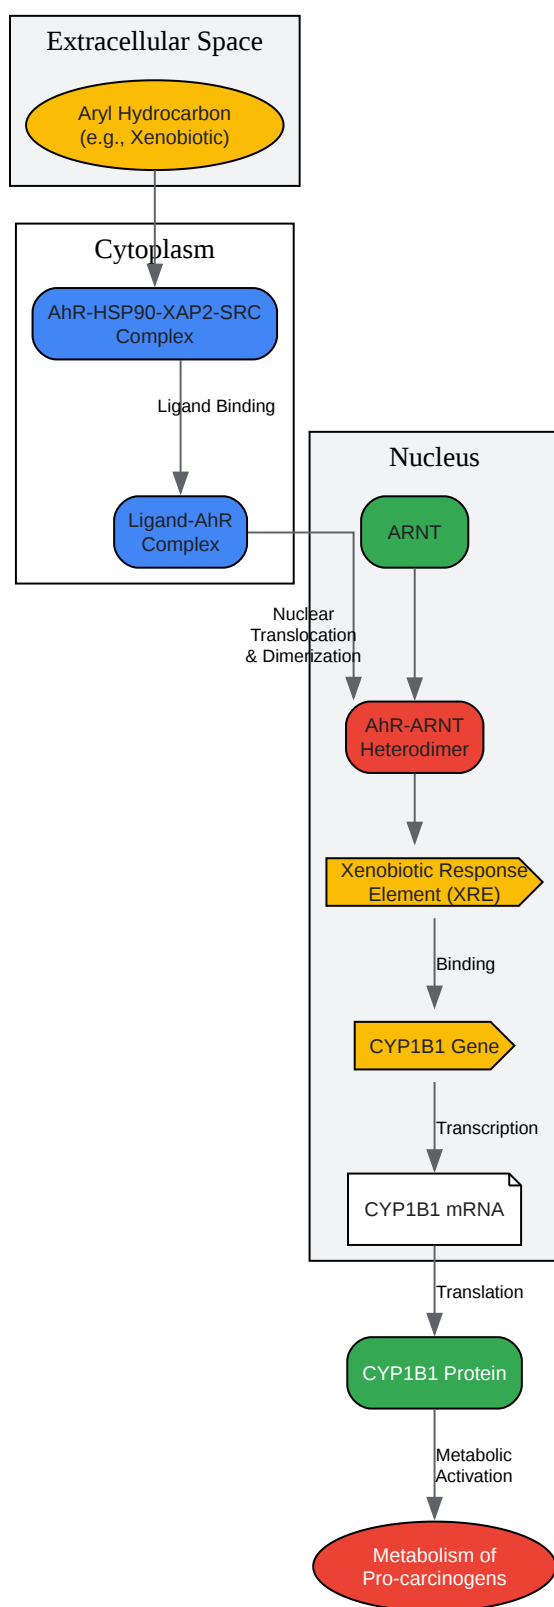 Extracellular Space
Aryl Hydrocarbon
(e.g., Xenobiotic)
Cytoplasm
AhR-HSP90-XAP2-SRC
Complex
Ligand Binding
Nucleus
Ligand-AhR
Complex
ARNT
Nuclear
Translocation
& Dimerization
AhR-ARNT
Heterodimer
Xenobiotic Response
Element (XRE)
Binding
CYP1B1 Gene
Transcription
CYP1B1 mRNA
Translation
CYP1B1 Protein
Metabolic
Activation
Metabolism of
Pro-carcinogens